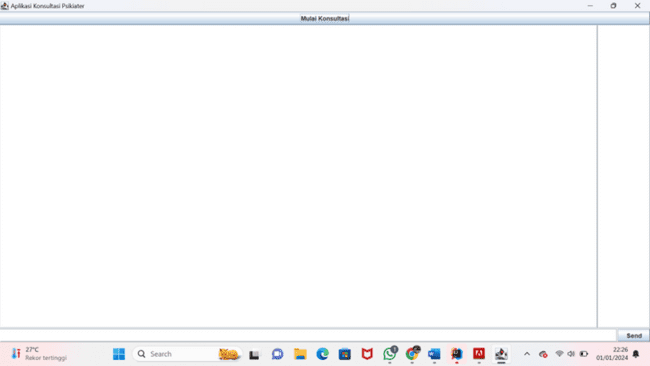 Aplikasi Konsultasi Psikiater
Mulai Konsultasi
Send
27°C
Rekor tertinggi
Search
22:26
01/01/2024